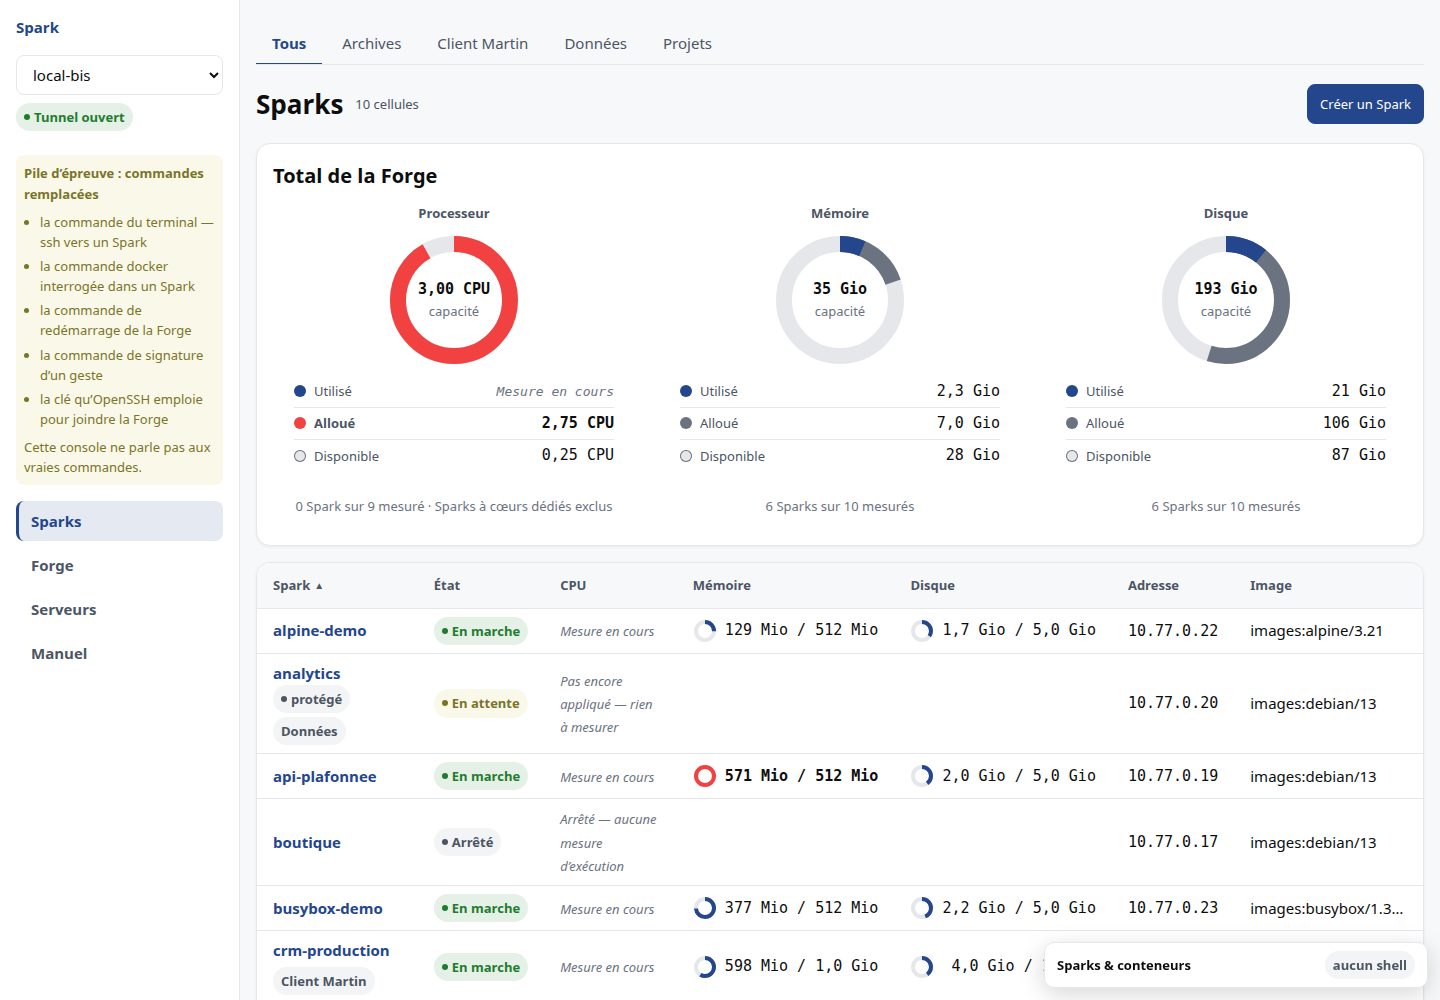 Spark
local-bis
Tunnel ouvert
Pile d’épreuve : commandes
remplacées
la commande du terminal —
ssh vers un Spark
la commande docker
interrogée dans un Spark
la commande de
redémarrage de la Forge
la commande de signature
d’un geste
la clé qu’OpenSSH emploie
pour joindre la Forge
Cette console ne parle pas aux
vraies commandes.
Sparks
Forge
Serveurs
Manuel
Tous Archives Client Martin Données Projets
Sparks 10 cellules Créer un Spark
Total de la Forge
Processeur Mémoire Disque
3,00 CPU 35 Gio 193 Gio
capacité capacité capacité
Utilisé Mesure en cours Utilisé 2,3 Gio Utilisé 21 Gio
Alloué 2,75 CPU Alloué 7,0 Gio Alloué 106 Gio
Disponible 0,25 CPU Disponible 28 Gio Disponible 87 Gio
0 Spark sur 9 mesuré · Sparks à cœurs dédiés exclus 6 Sparks sur 10 mesurés 6 Sparks sur 10 mesurés
Spark ▲ État CPU Mémoire Disque Adresse Image
alpine-demo En marche Mesure en cours 129 Mio / 512 Mio 1,7 Gio / 5,0 Gio 10.77.0.22 images:alpine/3.21
analytics
protégé
Données
En attente
Pas encore
appliqué — rien
à mesurer
10.77.0.20 images:debian/13
api-plafonnee En marche Mesure en cours 571 Mio / 512 Mio 2,0 Gio / 5,0 Gio 10.77.0.19 images:debian/13
boutique Arrêté
Arrêté — aucune
mesure
d’exécution
10.77.0.17 images:debian/13
busybox-demo En marche Mesure en cours 377 Mio / 512 Mio 2,2 Gio / 5,0 Gio 10.77.0.23 images:busybox/1.3…
crm-production
Client Martin
En marche Mesure en cours 598 Mio / 1,0 Gio 4,0 Gio /
Sparks & conteneurs aucun shell